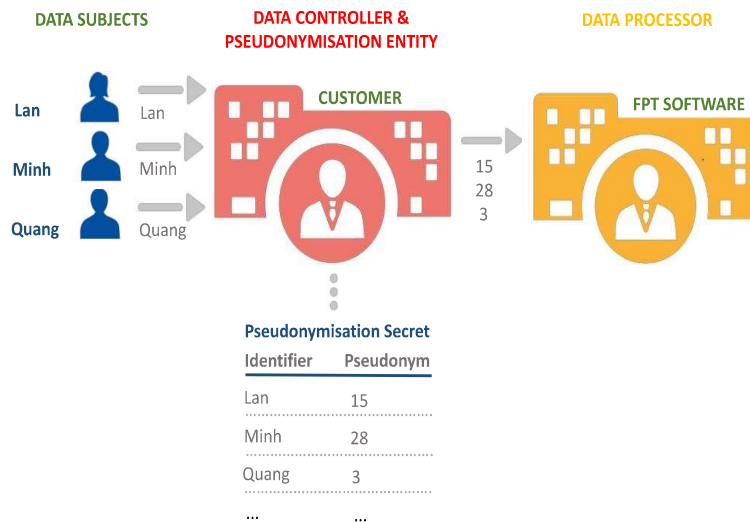 DATA SUBJECTS
DATA CONTROLLER &
PSEUDONYMISATION ENTITY
DATA PROCESSOR
CUSTOMER
FPT SOFTWARE
Lan
Lan
Minh
Minh
Quang
Quang
15
28
3
Pseudonymisation Secret
Identifier Pseudonym
Lan 15
Minh 28
Quang 3
... ...